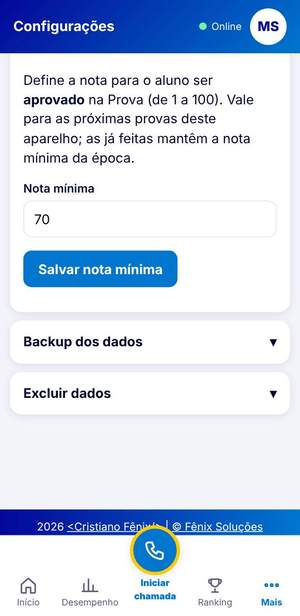 Configurações
Online
MS
Define a nota para o aluno ser
aprovado na Prova (de 1 a 100). Vale
para as próximas provas deste
aparelho; as já feitas mantêm a nota
mínima da época.
Nota mínima
70
Salvar nota mínima
Backup dos dados ▼
Excluir dados ▼
2026 <Cristiano Fênix/> | © Fênix Soluções
Início
Desempenho
Iniciar
chamada
Ranking
Mais